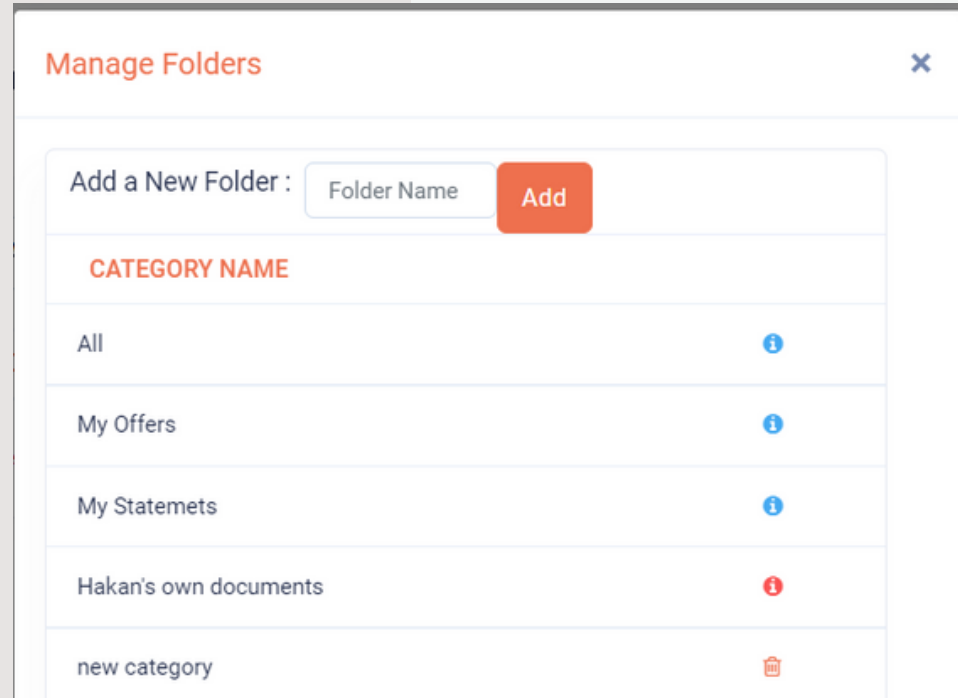 Manage Folders
Add a New Folder : Folder Name Add
CATEGORY NAME
All
My Offers
My Statemets
Hakan's own documents
new category